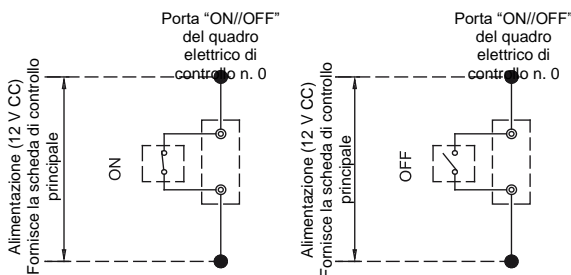 Porta “ON//OFF”
del quadro
elettrico di
controllo n. 0
Alimentazione (12 V CC)
Fornisce la scheda di controllo
principale
ON
Porta “ON//OFF”
del quadro
elettrico di
controllo n. 0
Alimentazione (12 V CC)
Fornisce la scheda di controllo
principale
OFF